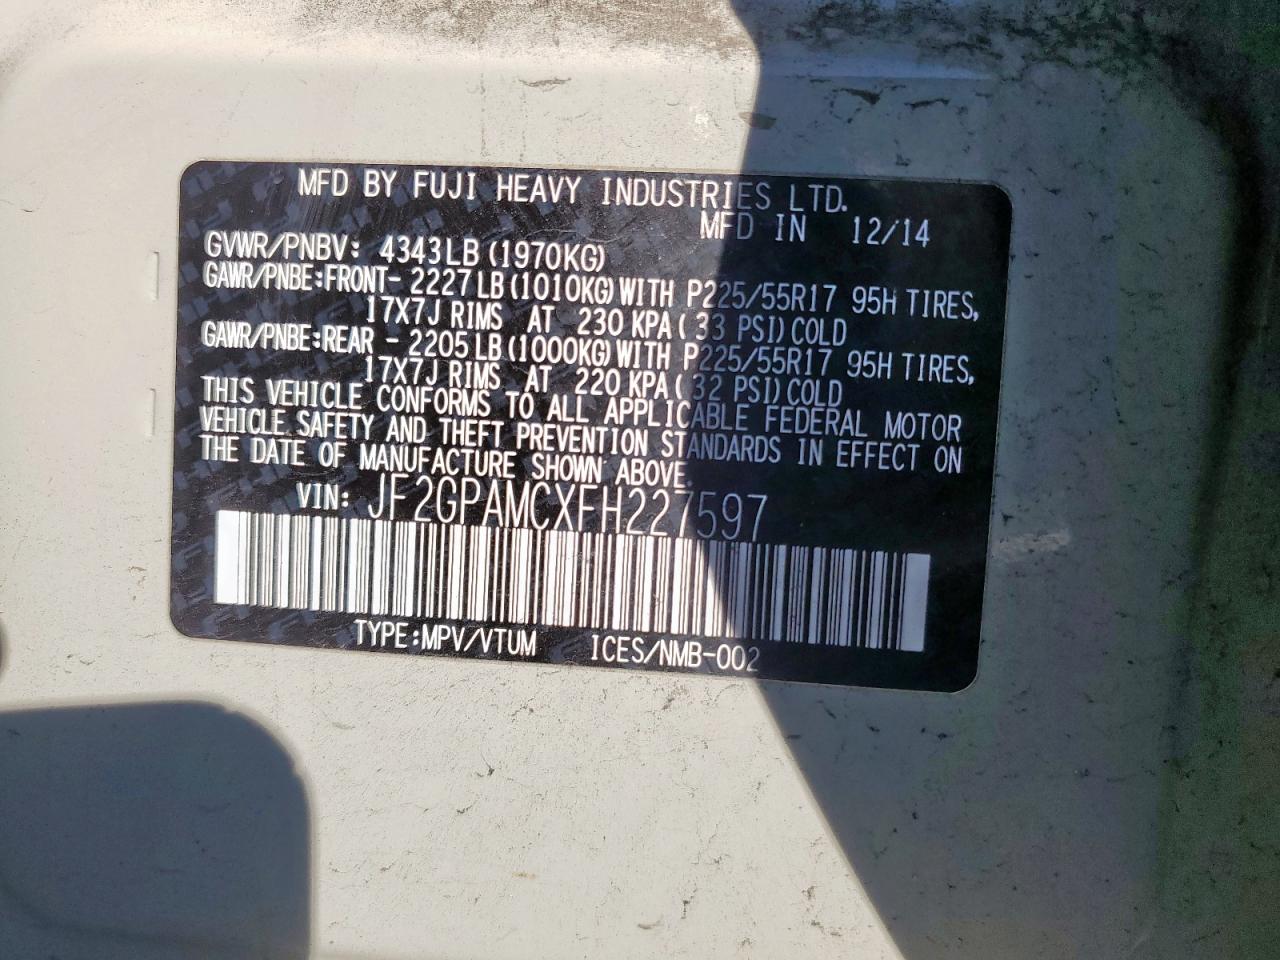 MFD BY FUJI HEAVY INDUSTRIES LTD.
MFD IN 12/14
GVWR/PNBV: 4343LB (1970KG)
GAWR/PNBE:FRONT- 2227 LB (1010KG) WITH P225/55R17 95H TIRES,
17X7J RIMS AT 230 KPA ( 33 PSI) COLD
GAWR/PNBE:REAR - 2205 LB (1000KG) WITH P225/55R17 95H TIRES,
17X7J RIMS AT 220 KPA ( 32 PSI) COLD
THIS VEHICLE CONFORMS TO ALL APPLICABLE FEDERAL MOTOR
VEHICLE SAFETY AND THEFT PREVENTION STANDARDS IN EFFECT ON
THE DATE OF MANUFACTURE SHOWN ABOVE.
VIN: JF2GPAMCXFH227597
TYPE:MPV/VTUM ICES/NMB-002